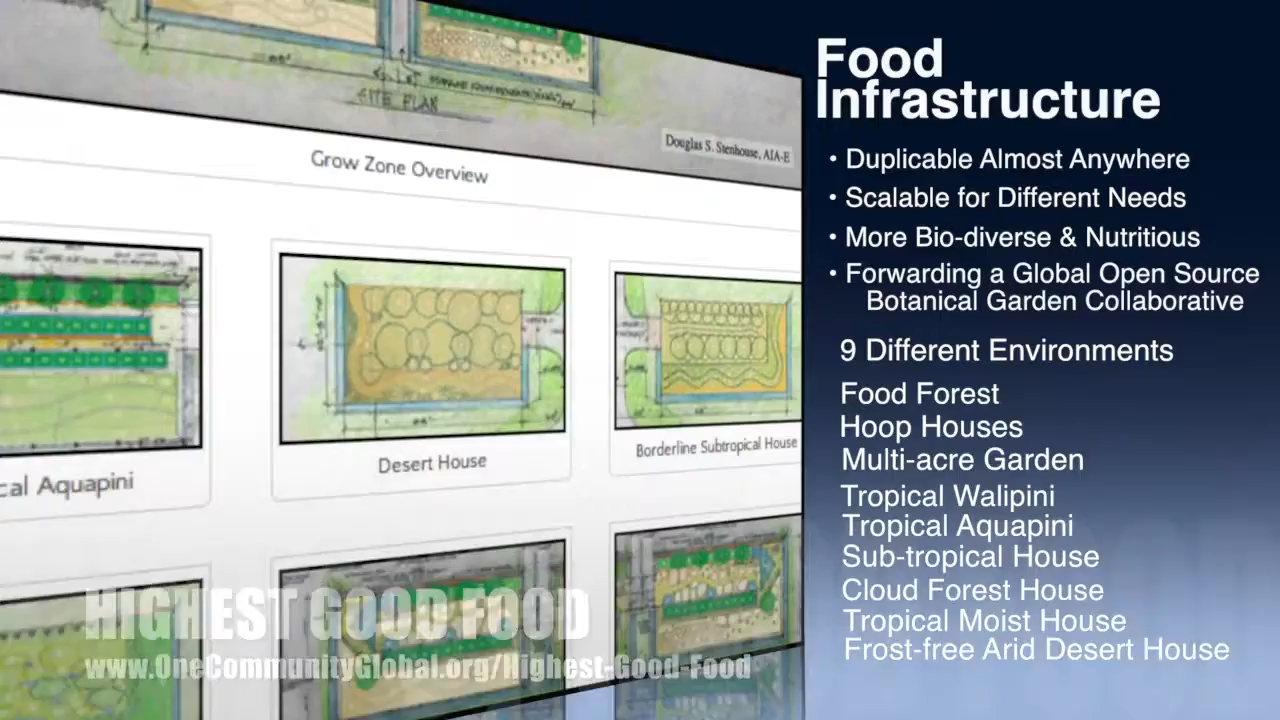 SITE PLAN
Douglas S. Stenhouse, AIA-E
Grow Zone Overview
cal Aquapini
Desert House
Borderline Subtropical House
HIGHEST GOOD FOOD
www.OneCommunityGlobal.org/Highest-Good-Food
Food
Infrastructure
• Duplicable Almost Anywhere
• Scalable for Different Needs
• More Bio-diverse & Nutritious
• Forwarding a Global Open Source
Botanical Garden Collaborative
9 Different Environments
Food Forest
Hoop Houses
Multi-acre Garden
Tropical Walipini
Tropical Aquapini
Sub-tropical House
Cloud Forest House
Tropical Moist House
Frost-free Arid Desert House